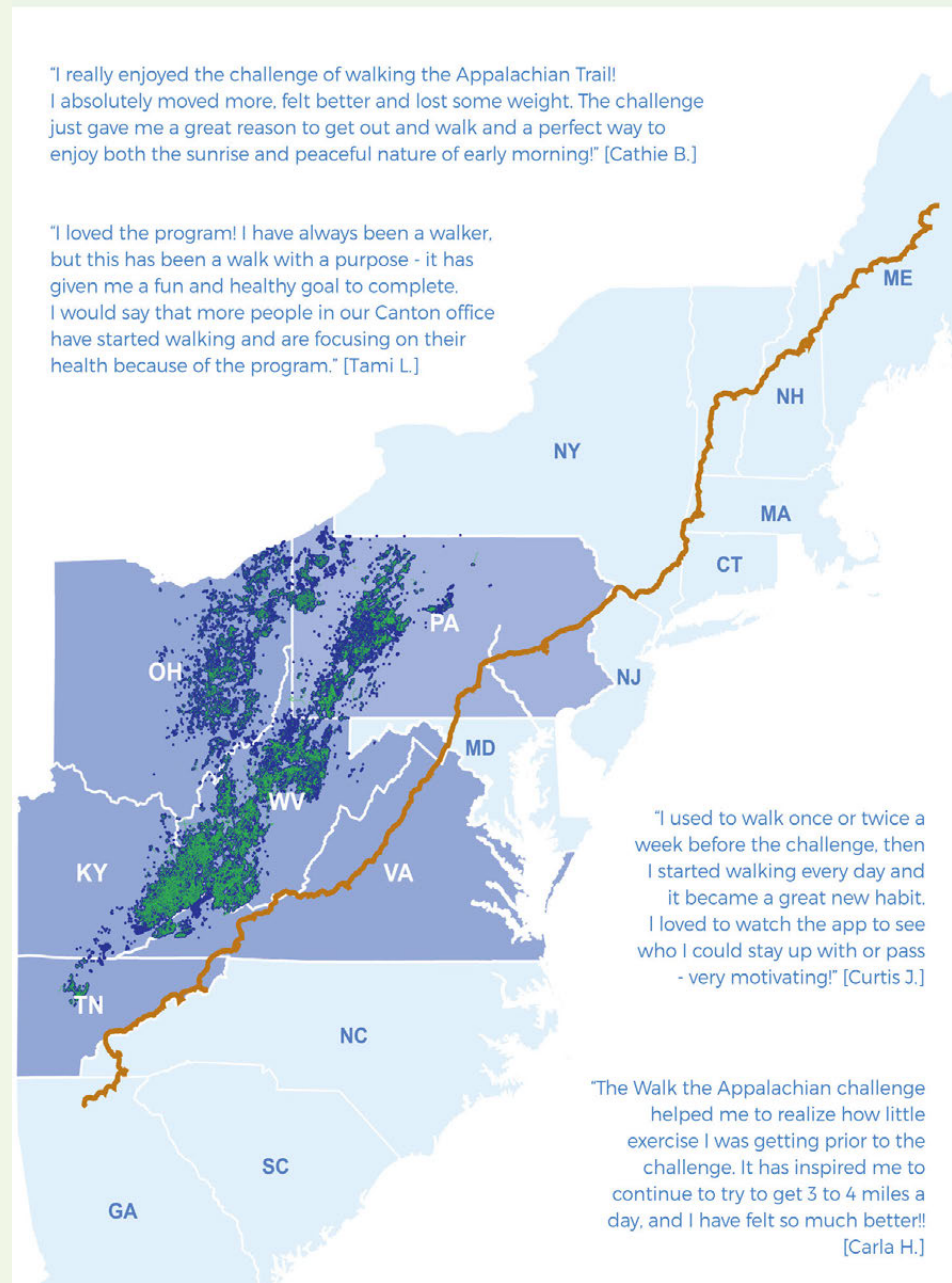 “I really enjoyed the challenge of walking the Appalachian Trail!
I absolutely moved more, felt better and lost some weight. The challenge
just gave me a great reason to get out and walk and a perfect way to
enjoy both the sunrise and peaceful nature of early morning!” [Cathie B.]
“I loved the program! I have always been a walker,
but this has been a walk with a purpose - it has
given me a fun and healthy goal to complete.
I would say that more people in our Canton office
have started walking and are focusing on their
health because of the program.” [Tami L.]
ME
NH
NY
MA
CT
PA
OH
NJ
MD
WV
KY
VA
“I used to walk once or twice a
week before the challenge, then
I started walking every day and
it became a great new habit.
I loved to watch the app to see
who I could stay up with or pass
- very motivating!” [Curtis J.]
TN
NC
SC
GA
“The Walk the Appalachian challenge
helped me to realize how little
exercise I was getting prior to the
challenge. It has inspired me to
continue to try to get 3 to 4 miles a
day, and I have felt so much better!!
[Carla H.]